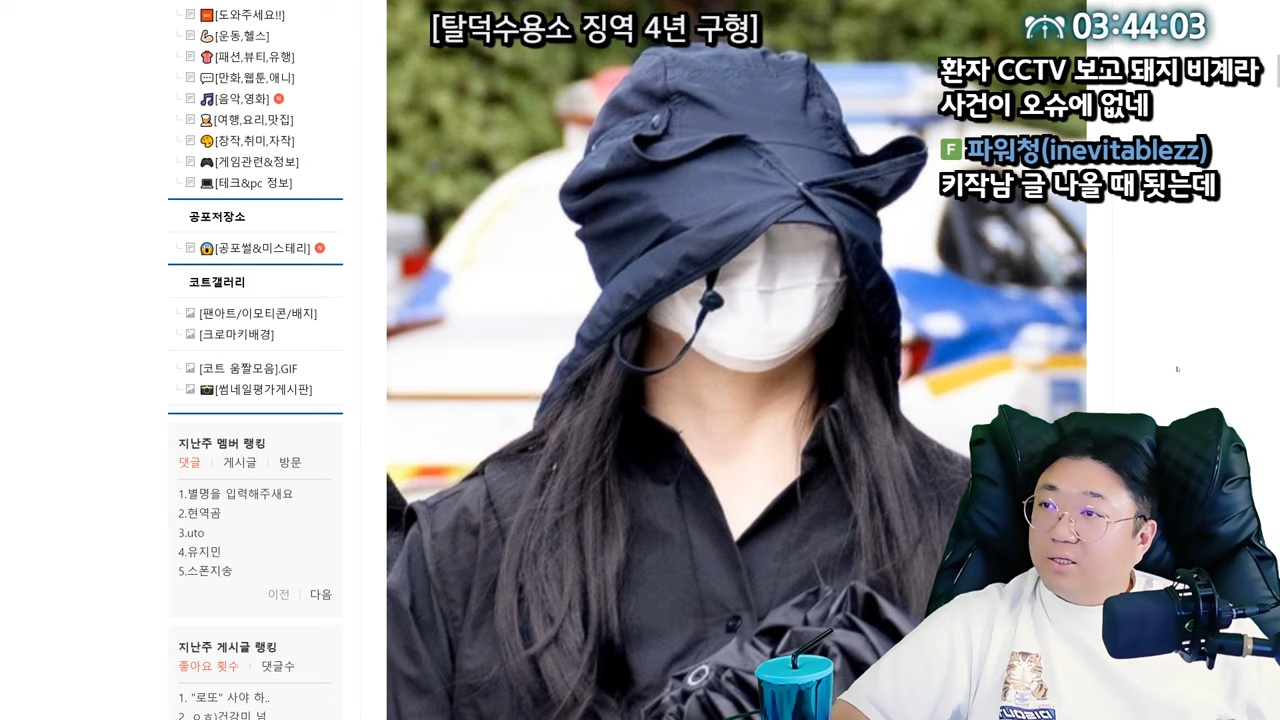 [도와주세요!!]
[운동,헬스]
[패션,뷰티,유행]
[만화,웹툰,애니]
[음악,영화] N
[여행,요리,맛집]
[창작,취미,자작]
[게임관련&정보]
[테크&pc 정보]
공포저장소
[공포썰&미스테리] N
코트갤러리
[팬아트/이모티콘/배지]
[크로마키배경]
[코트 움짤모음].GIF
[썸네일평가게시판]
지난주 멤버 랭킹
댓글 게시글 방문
1.별명을 입력해주새요
2.현역곰
3.uto
4.유지민
5.스폰지송
이전 다음
지난주 게시글 랭킹
좋아요 횟수 댓글수
1. "로또" 사야 하..
2. ㅇㅎ)건강미 넘
[탈덕수용소 징역 4년 구형]
03:44:03
환자 CCTV 보고 돼지 비계라
사건이 오슈에 없네
F 파워청(inevitablezz)
키작남 글 나올 때 됫는데